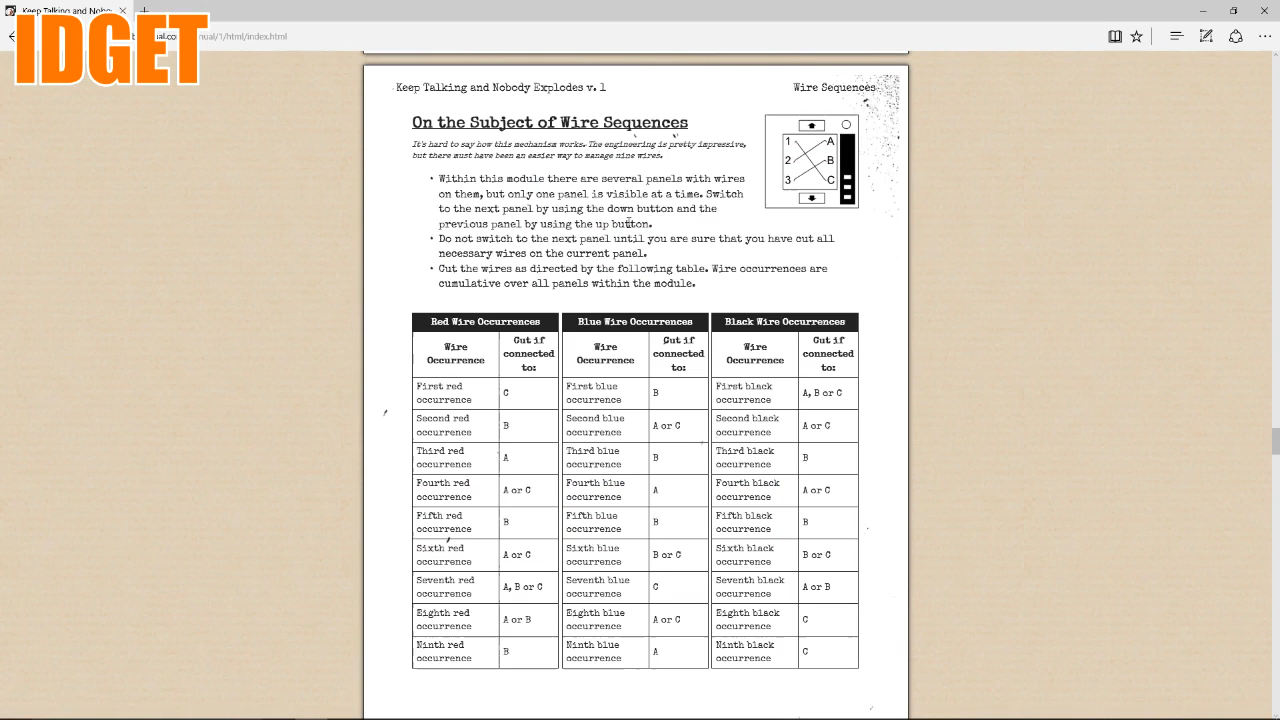 Keep Talking and Nobo
IDGET
ual.com
nual/1/html/index.html
Keep Talking and Nobody Explodes v. 1
Wire Sequences
On the Subject of Wire Sequences
It's hard to say how this mechanism works. The engineering is pretty impressive,
but there must have been an easier way to manage nine wires.
1 A
2 B
3 C
• Within this module there are several panels with wires
on them, but only one panel is visible at a time. Switch
to the next panel by using the down button and the
previous panel by using the up button.
• Do not switch to the next panel until you are sure that you have cut all
necessary wires on the current panel.
• Cut the wires as directed by the following table. Wire occurrences are
cumulative over all panels within the module.
Red Wire Occurrences
Wire Occurrence Cut if connected to:
First red occurrence C
Second red occurrence B
Third red occurrence A
Fourth red occurrence A or C
Fifth red occurrence B
Sixth red occurrence A or C
Seventh red occurrence A, B or C
Eighth red occurrence A or B
Ninth red occurrence B
Blue Wire Occurrences
Wire Occurrence Cut if connected to:
First blue occurrence B
Second blue occurrence A or C
Third blue occurrence B
Fourth blue occurrence A
Fifth blue occurrence B
Sixth blue occurrence B or C
Seventh blue occurrence C
Eighth blue occurrence A or C
Ninth blue occurrence A
Black Wire Occurrences
Wire Occurrence Cut if connected to:
First black occurrence A, B or C
Second black occurrence A or C
Third black occurrence B
Fourth black occurrence A or C
Fifth black occurrence B
Sixth black occurrence B or C
Seventh black occurrence A or B
Eighth black occurrence C
Ninth black occurrence C